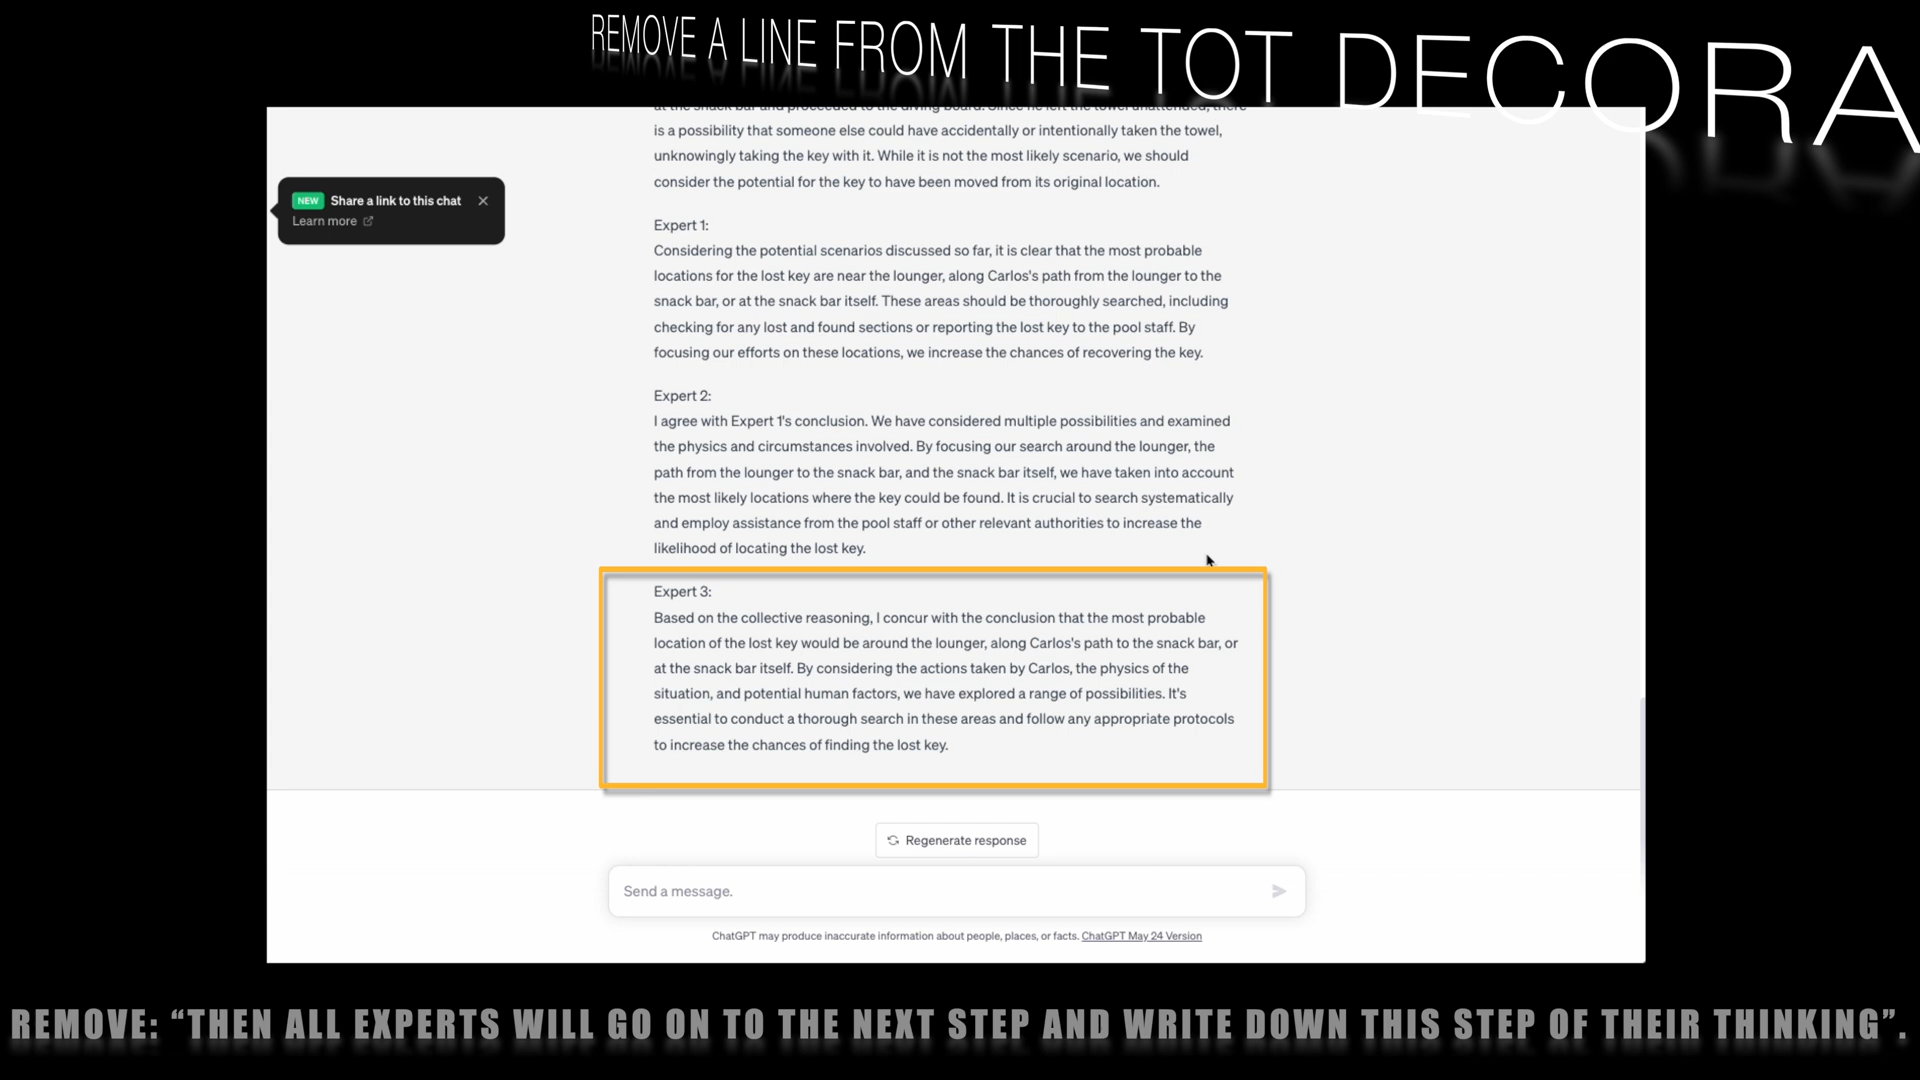 REMOVE A LINE FROM THE TOT DECORA
at the snack bar and proceeded to the diving board. Since he left the towel unattended, there
is a possibility that someone else could have accidentally or intentionally taken the towel,
unknowingly taking the key with it. While it is not the most likely scenario, we should
consider the potential for the key to have been moved from its original location.
NEW Share a link to this chat
Learn more
Expert 1:
Considering the potential scenarios discussed so far, it is clear that the most probable
locations for the lost key are near the lounger, along Carlos's path from the lounger to the
snack bar, or at the snack bar itself. These areas should be thoroughly searched, including
checking for any lost and found sections or reporting the lost key to the pool staff. By
focusing our efforts on these locations, we increase the chances of recovering the key.
Expert 2:
I agree with Expert 1's conclusion. We have considered multiple possibilities and examined
the physics and circumstances involved. By focusing our search around the lounger, the
path from the lounger to the snack bar, and the snack bar itself, we have taken into account
the most likely locations where the key could be found. It is crucial to search systematically
and employ assistance from the pool staff or other relevant authorities to increase the
likelihood of locating the lost key.
Expert 3:
Based on the collective reasoning, I concur with the conclusion that the most probable
location of the lost key would be around the lounger, along Carlos's path to the snack bar, or
at the snack bar itself. By considering the actions taken by Carlos, the physics of the
situation, and potential human factors, we have explored a range of possibilities. It's
essential to conduct a thorough search in these areas and follow any appropriate protocols
to increase the chances of finding the lost key.
Regenerate response
Send a message.
ChatGPT may produce inaccurate information about people, places, or facts. ChatGPT May 24 Version
REMOVE: “THEN ALL EXPERTS WILL GO ON TO THE NEXT STEP AND WRITE DOWN THIS STEP OF THEIR THINKING”.